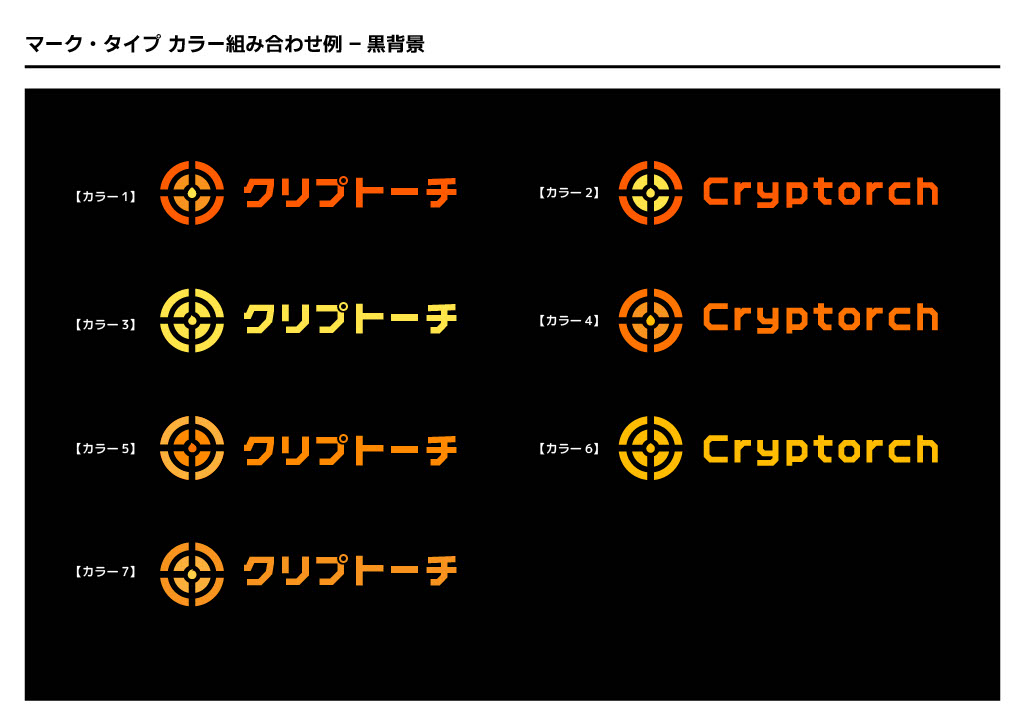 マーク・タイプ カラー組み合わせ例 – 黒背景
【カラー 1】 クリプトーチ
【カラー 2】 Cryptorch
【カラー 3】 クリプトーチ
【カラー 4】 Cryptorch
【カラー 5】 クリプトーチ
【カラー 6】 Cryptorch
【カラー 7】 クリプトーチ